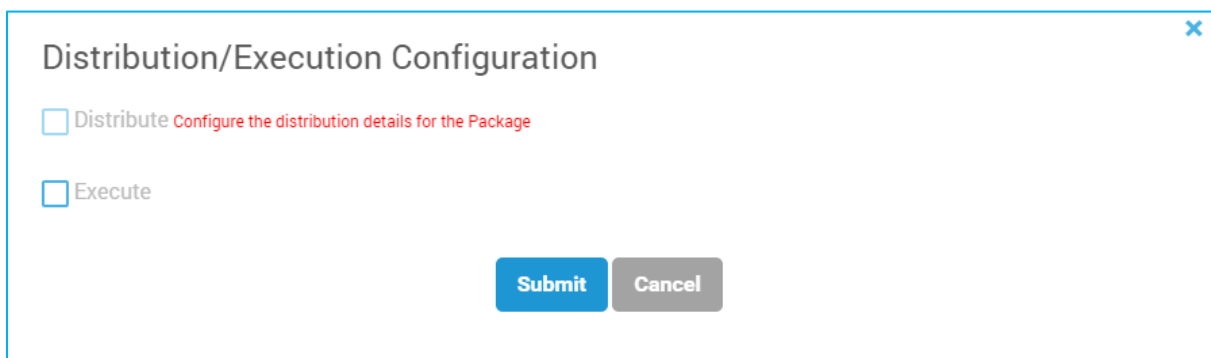 Distribution/Execution Configuration
Distribute Configure the distribution details for the Package
Execute
Submit Cancel